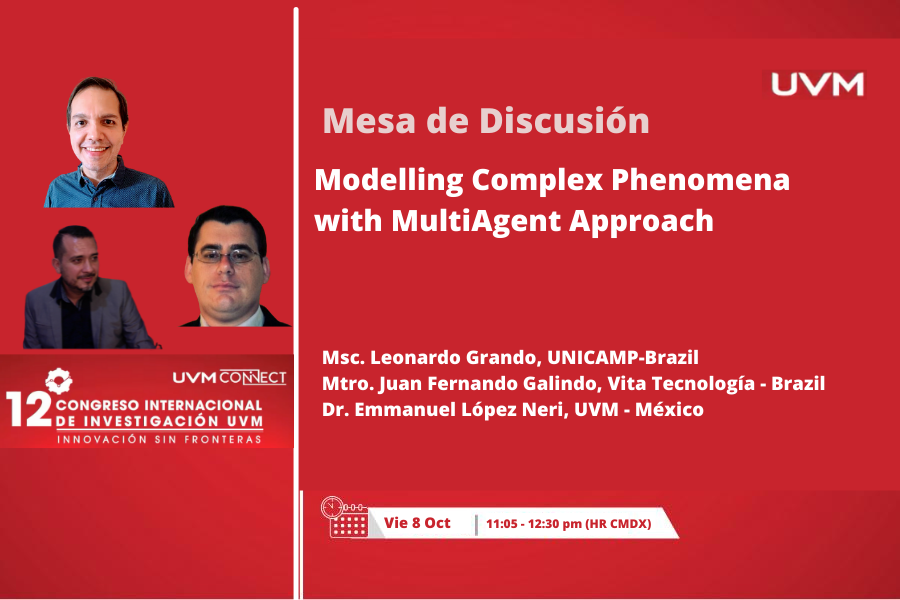 UVM
Mesa de Discusión
Modelling Complex Phenomena
with MultiAgent Approach
Msc. Leonardo Grando, UNICAMP-Brazil
Mtro. Juan Fernando Galindo, Vita Tecnología - Brazil
Dr. Emmanuel López Neri, UVM - México
UVM CONNECT
12 CONGRESO INTERNACIONAL
DE INVESTIGACIÓN UVM
INNOVACIÓN SIN FRONTERAS
Vie 8 Oct | 11:05 - 12:30 pm (HR CMDX)